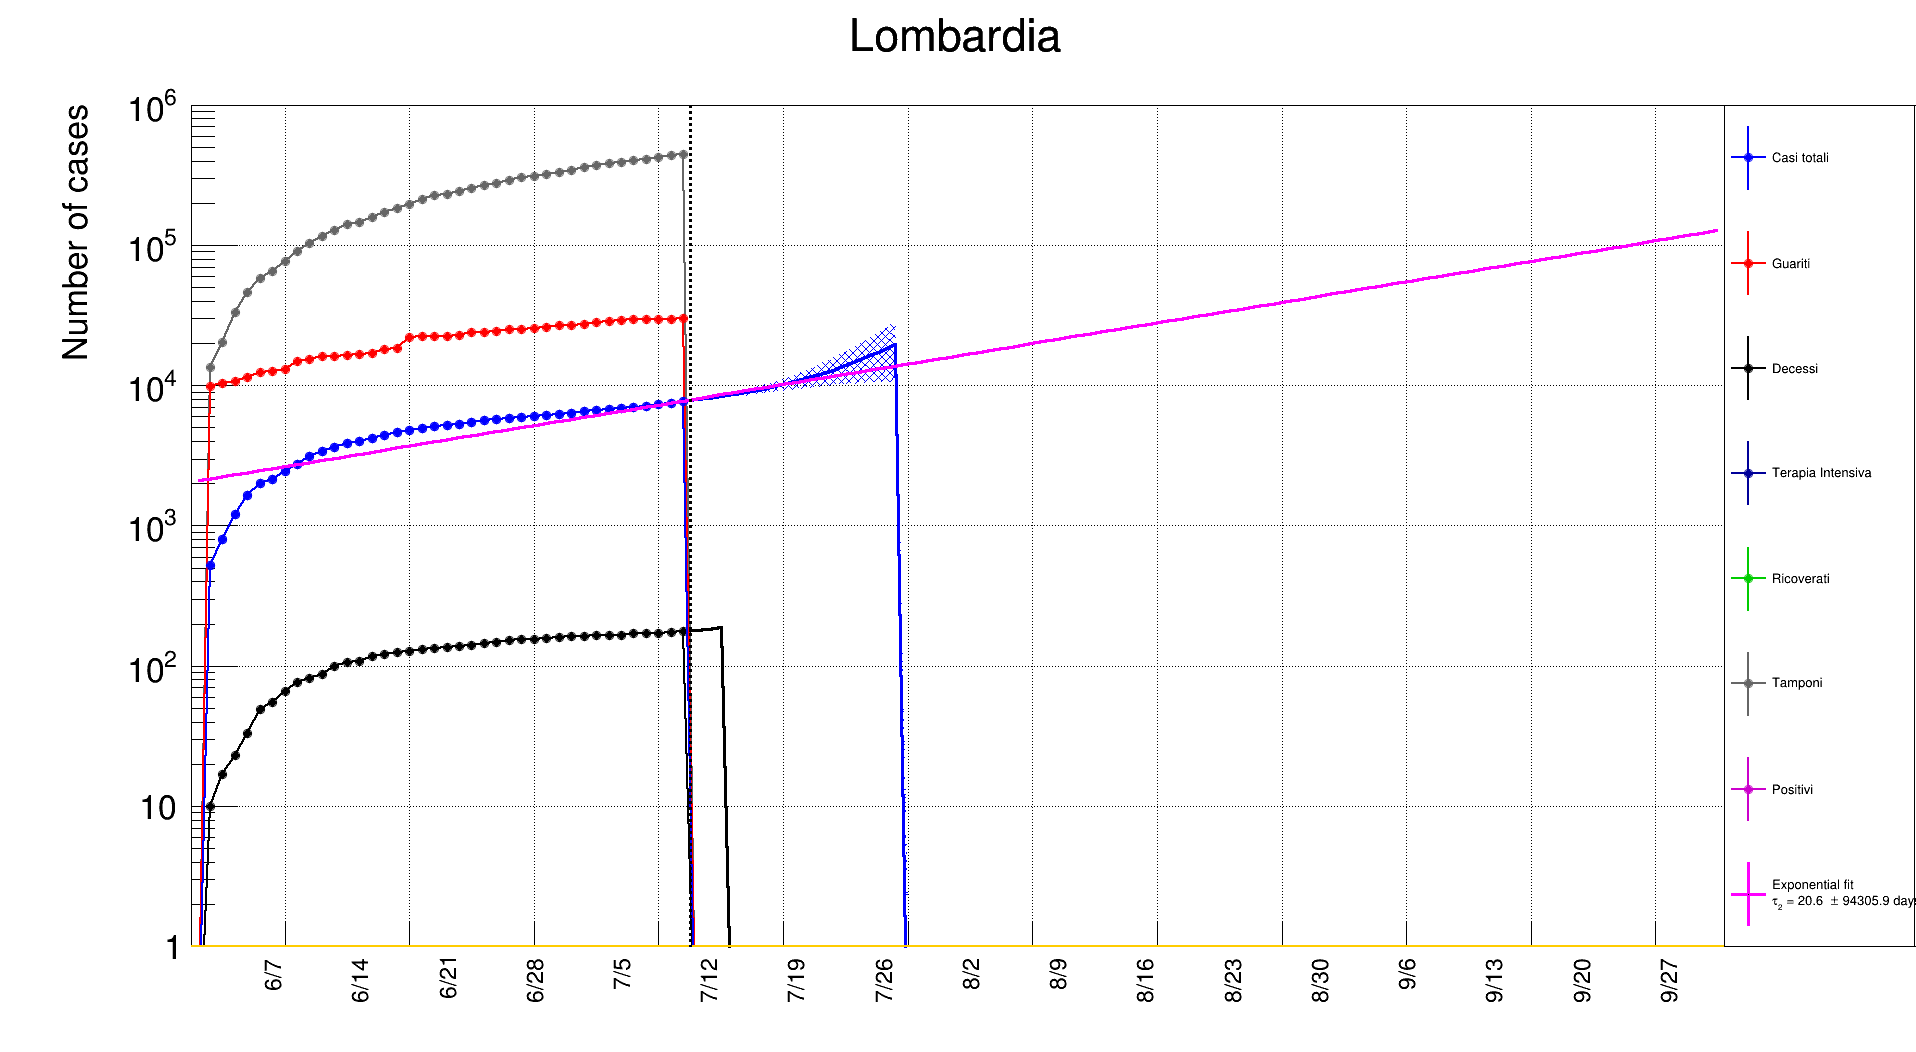 Lombardia
Number of cases
10^6
10^5
10^4
10^3
10^2
10
1
6/7 6/14 6/21 6/28 7/5 7/12 7/19 7/26 8/2 8/9 8/16 8/23 8/30 9/6 9/13 9/20 9/27
Casi totali
Guariti
Decessi
Terapia Intensiva
Ricoverati
Tamponi
Positivi
Exponential fit
τ2 = 20.6 ± 94305.9 days